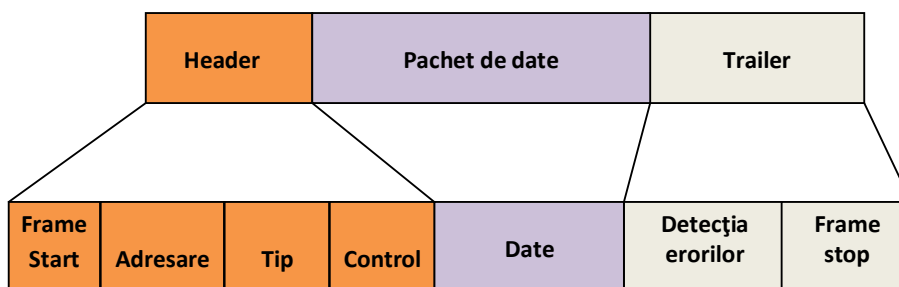 Header
Pachet de date
Trailer
Frame
Start
Adresare
Tip
Control
Date
Detecţia
erorilor
Frame
stop